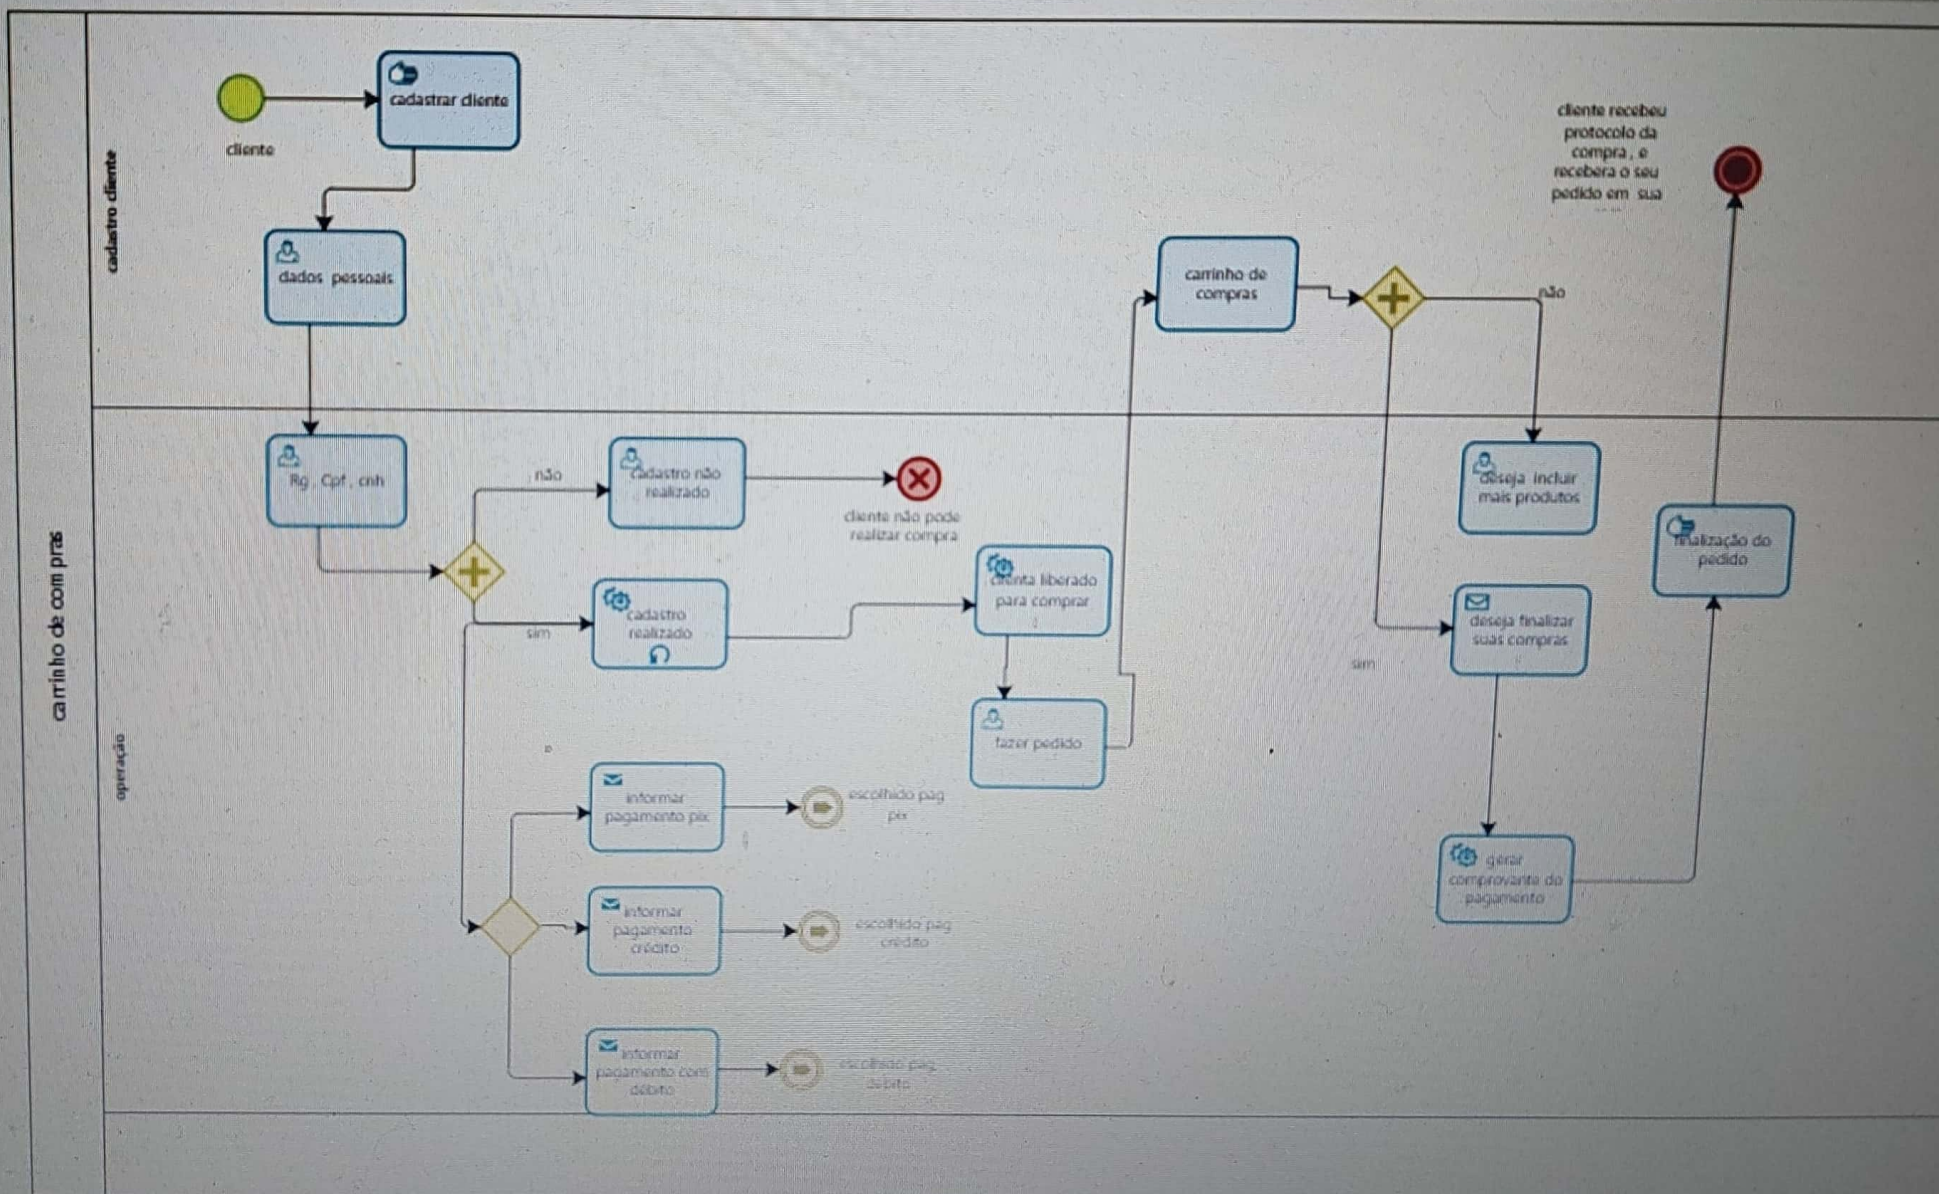 carrinho de compras
cadastro cliente
operação
cliente
cadastrar cliente
dados pessoais
Rg , Cpf , cnh
não
sim
cadastro não
realizado
cliente não pode
realizar compra
cadastro
realizado
clienta liberado
para comprar
fazer pedido
informar
pagamento pix
escolhido pag
pix
informar
pagamento
crédito
escolhido pag
crédito
informar
pagamento com
débito
escolhido pag
débito
carrinho de
compras
não
sim
deseja incluir
mais produtos
deseja finalizar
suas compras
gerar
comprovante do
pagamento
finalização do
pedido
cliente recebeu
protocolo da
compra , e
recebera o seu
pedido em sua